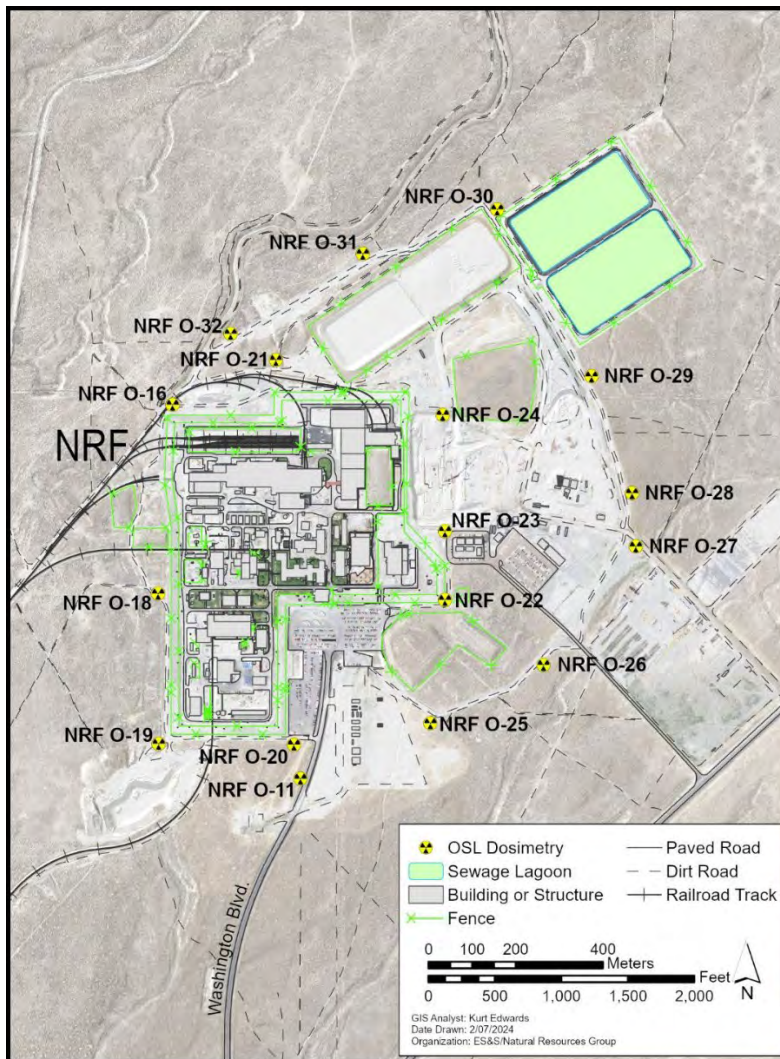 NRF O-30
NRF O-31
NRF O-32
NRF O-21
NRF O-29
NRF O-16
NRF O-24
NRF
NRF O-28
NRF O-23
NRF O-27
NRF O-18
NRF O-22
NRF O-26
NRF O-25
NRF O-19
NRF O-20
NRF O-11
Washington Blvd.
OSL Dosimetry
Sewage Lagoon
Building or Structure
Fence
Paved Road
Dirt Road
Railroad Track
0 100 200 400
Meters
Feet
0 500 1,000 1,500 2,000
N
GIS Analyst: Kurt Edwards
Date Drawn: 2/07/2024
Organization: ES&S/Natural Resources Group